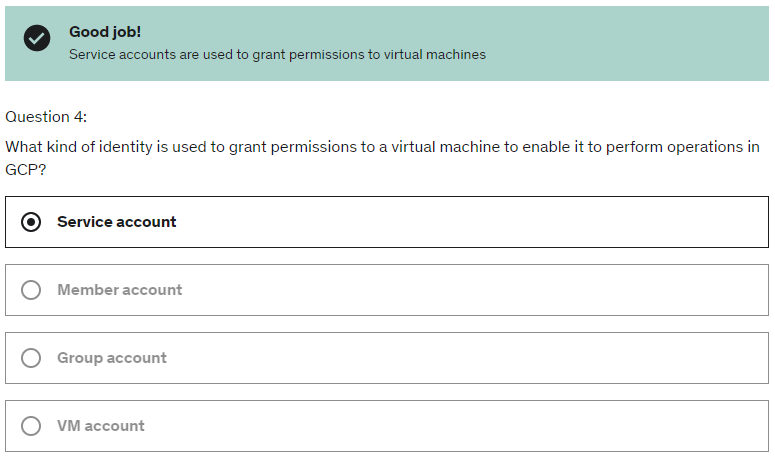 Good job!
Service accounts are used to grant permissions to virtual machines
Question 4:
What kind of identity is used to grant permissions to a virtual machine to enable it to perform operations in
GCP?
Service account
Member account
Group account
VM account